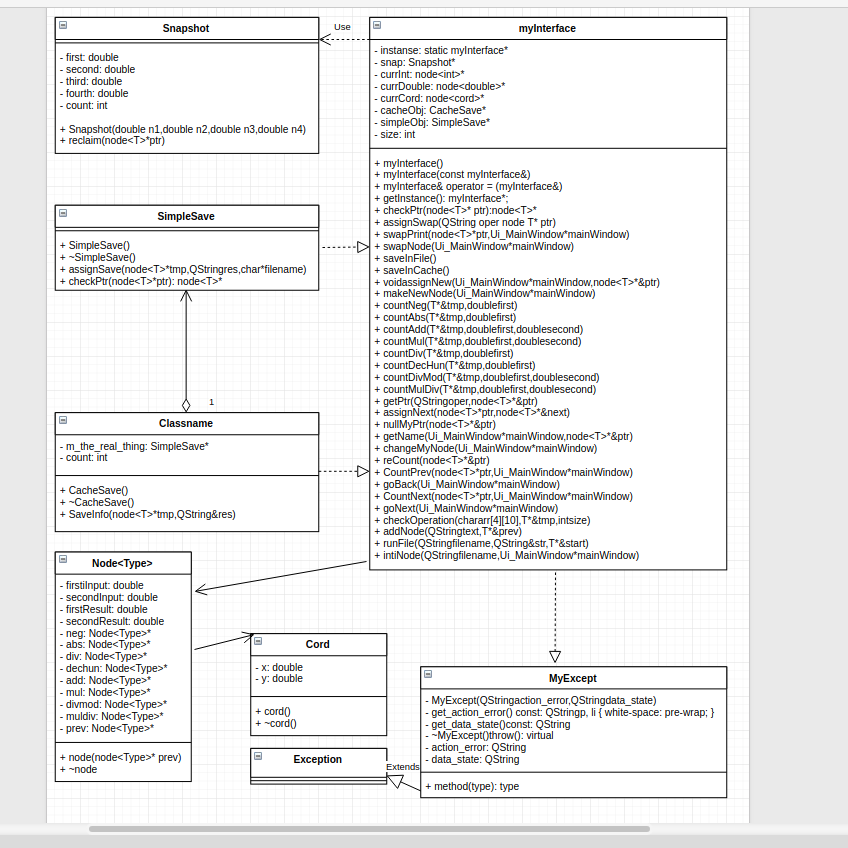 Snapshot
- first: double
- second: double
- third: double
- fourth: double
- count: int
+ Snapshot(double n1,double n2,double n3,double n4)
+ reclaim(node<T>*ptr)
Use
myInterface
- instanse: static myInterface*
- snap: Snapshot*
- currInt: node<int>*
- currDouble: node<double>*
- currCord: node<cord>*
- cacheObj: CacheSave*
- simpleObj: SimpleSave*
- size: int
+ myInterface()
+ myInterface(const myInterface&)
+ myInterface& operator = (myInterface&)
+ getInstance(): myInterface*;
+ checkPtr(node<T>* ptr):node<T>*
+ assignSwap(QString oper node T* ptr)
+ swapPrint(node<T>*ptr,Ui_MainWindow*mainWindow)
+ swapNode(Ui_MainWindow*mainWindow)
+ saveInFile()
+ saveInCache()
+ voidassignNew(Ui_MainWindow*mainWindow,node<T>*&ptr)
+ makeNewNode(Ui_MainWindow*mainWindow)
+ countNeg(T*&tmp,doublefirst)
+ countAbs(T*&tmp,doublefirst)
+ countAdd(T*&tmp,doublefirst,doublesecond)
+ countMul(T*&tmp,doublefirst,doublesecond)
+ countDiv(T*&tmp,doublefirst)
+ countDecHun(T*&tmp,doublefirst)
+ countDivMod(T*&tmp,doublefirst,doublesecond)
+ countMulDiv(T*&tmp,doublefirst,doublesecond)
+ getPtr(QStringoper,node<T>*&ptr)
+ assignNext(node<T>*ptr,node<T>*&next)
+ nullMyPtr(node<T>*&ptr)
+ getName(Ui_MainWindow*mainWindow,node<T>*&ptr)
+ changeMyNode(Ui_MainWindow*mainWindow)
+ reCount(node<T>*&ptr)
+ CountPrev(node<T>*ptr,Ui_MainWindow*mainWindow)
+ goBack(Ui_MainWindow*mainWindow)
+ CountNext(node<T>*ptr,Ui_MainWindow*mainWindow)
+ goNext(Ui_MainWindow*mainWindow)
+ checkOperation(chararr[4][10],T*&tmp,intsize)
+ addNode(QStringtext,T*&prev)
+ runFile(QStringfilename,QString&str,T*&start)
+ intiNode(QStringfilename,Ui_MainWindow*mainWindow)
SimpleSave
+ SimpleSave()
+ ~SimpleSave()
+ assignSave(node<T>*tmp,QStringres,char*filename)
+ checkPtr(node<T>*ptr): node<T>*
1
Classname
- m_the_real_thing: SimpleSave*
- count: int
+ CacheSave()
+ ~CacheSave()
+ SaveInfo(node<T>*tmp,QString&res)
Node<Type>
- firstiInput: double
- secondInput: double
- firstResult: double
- secondResult: double
- neg: Node<Type>*
- abs: Node<Type>*
- div: Node<Type>*
- dechun: Node<Type>*
- add: Node<Type>*
- mul: Node<Type>*
- divmod: Node<Type>*
- muldiv: Node<Type>*
- prev: Node<Type>*
+ node(node<Type>* prev)
+ ~node
Cord
- x: double
- y: double
+ cord()
+ ~cord()
Exception
Extends
MyExcept
- MyExcept(QStringaction_error,QStringdata_state)
- get_action_error() const: QStringp, li { white-space: pre-wrap; }
- get_data_state()const: QString
- ~MyExcept()throw(): virtual
- action_error: QString
- data_state: QString
+ method(type): type